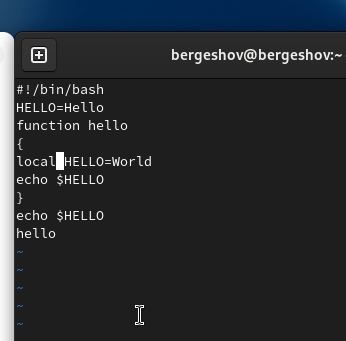 bergeshov@bergeshov:~
#!/bin/bash
HELLO=Hello
function hello
{
local HELLO=World
echo $HELLO
}
echo $HELLO
hello
~
~
~
~
~